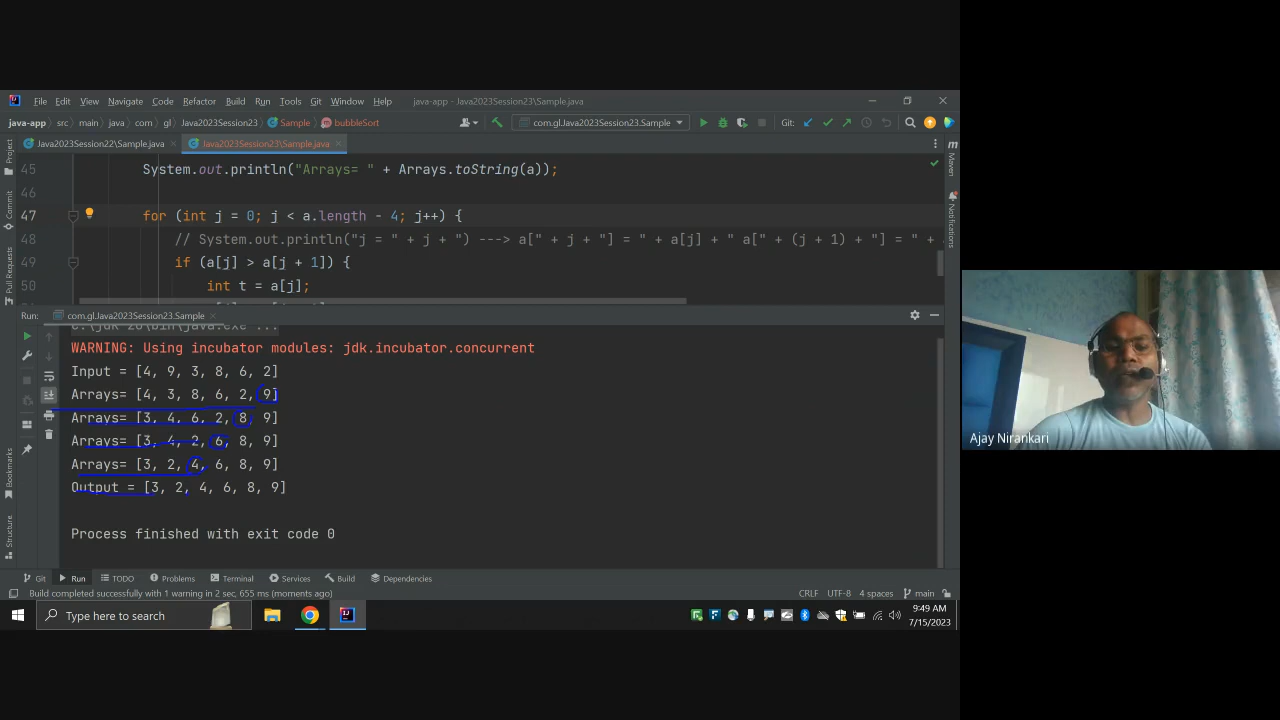 File Edit View Navigate Code Refactor Build Run Tools Git Window Help java-app - Java2023Session23\Sample.java
java-app src main java com gl Java2023Session23 Sample bubbleSort com.gl.Java2023Session23.Sample Git:
Java2023Session22\Sample.java Java2023Session23\Sample.java
45 System.out.println("Arrays= " + Arrays.toString(a));
46
47 for (int j = 0; j < a.length - 4; j++) {
48 // System.out.println("j = " + j + ") ---> a[" + j + "] = " + a[j] + " a[" + (j + 1) + "] = " +
49 if (a[j] > a[j + 1]) {
50 int t = a[j];
Run: com.gl.Java2023Session23.Sample
WARNING: Using incubator modules: jdk.incubator.concurrent
Input = [4, 9, 3, 8, 6, 2]
Arrays= [4, 3, 8, 6, 2, 9]
Arrays= [3, 4, 6, 2, 8, 9]
Arrays= [3, 4, 2, 6, 8, 9]
Arrays= [3, 2, 4, 6, 8, 9]
Output = [3, 2, 4, 6, 8, 9]
Process finished with exit code 0
Git Run TODO Problems Terminal Services Build Dependencies
Build completed successfully with 1 warning in 2 sec, 655 ms (moments ago) CRLF UTF-8 4 spaces main
Type here to search
9:49 AM
7/15/2023
Project
Commit
Pull Requests
Bookmarks
Structure
Maven
Notifications
Ajay Nirankari